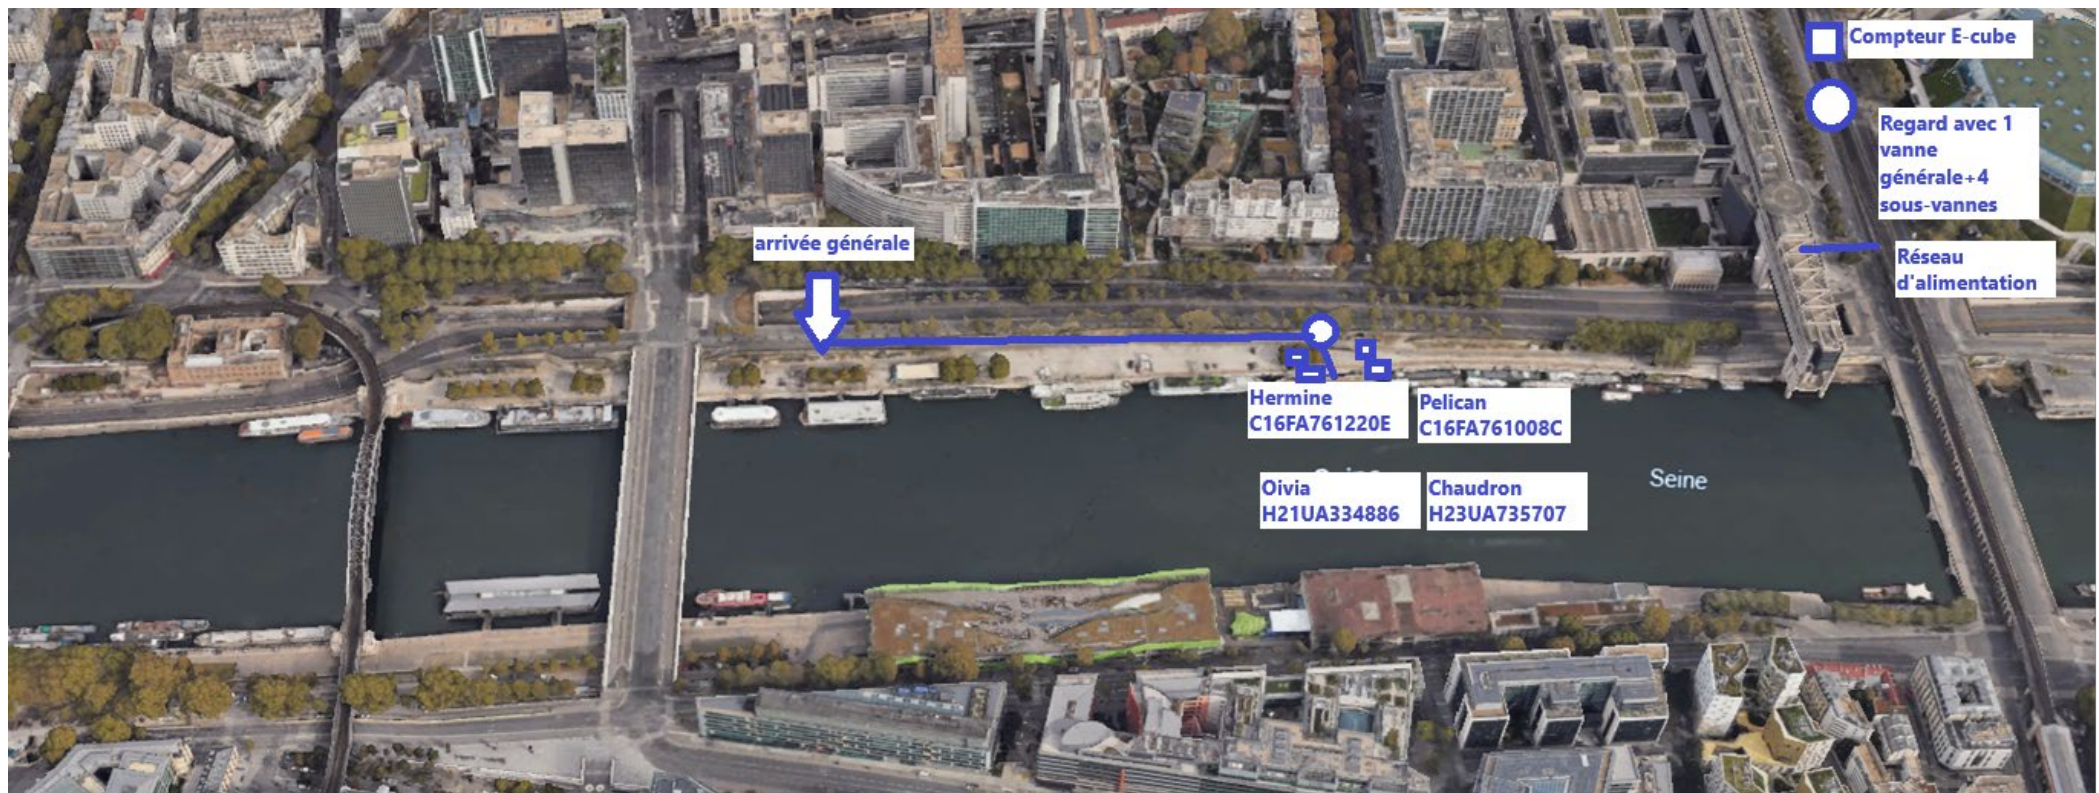 Compteur E-cube
Regard avec 1
vanne
générale+4
sous-vannes
arrivée générale
Réseau
d'alimentation
Hermine
C16FA761220E
Pelican
C16FA761008C
Oivia
H21UA334886
Chaudron
H23UA735707
Seine